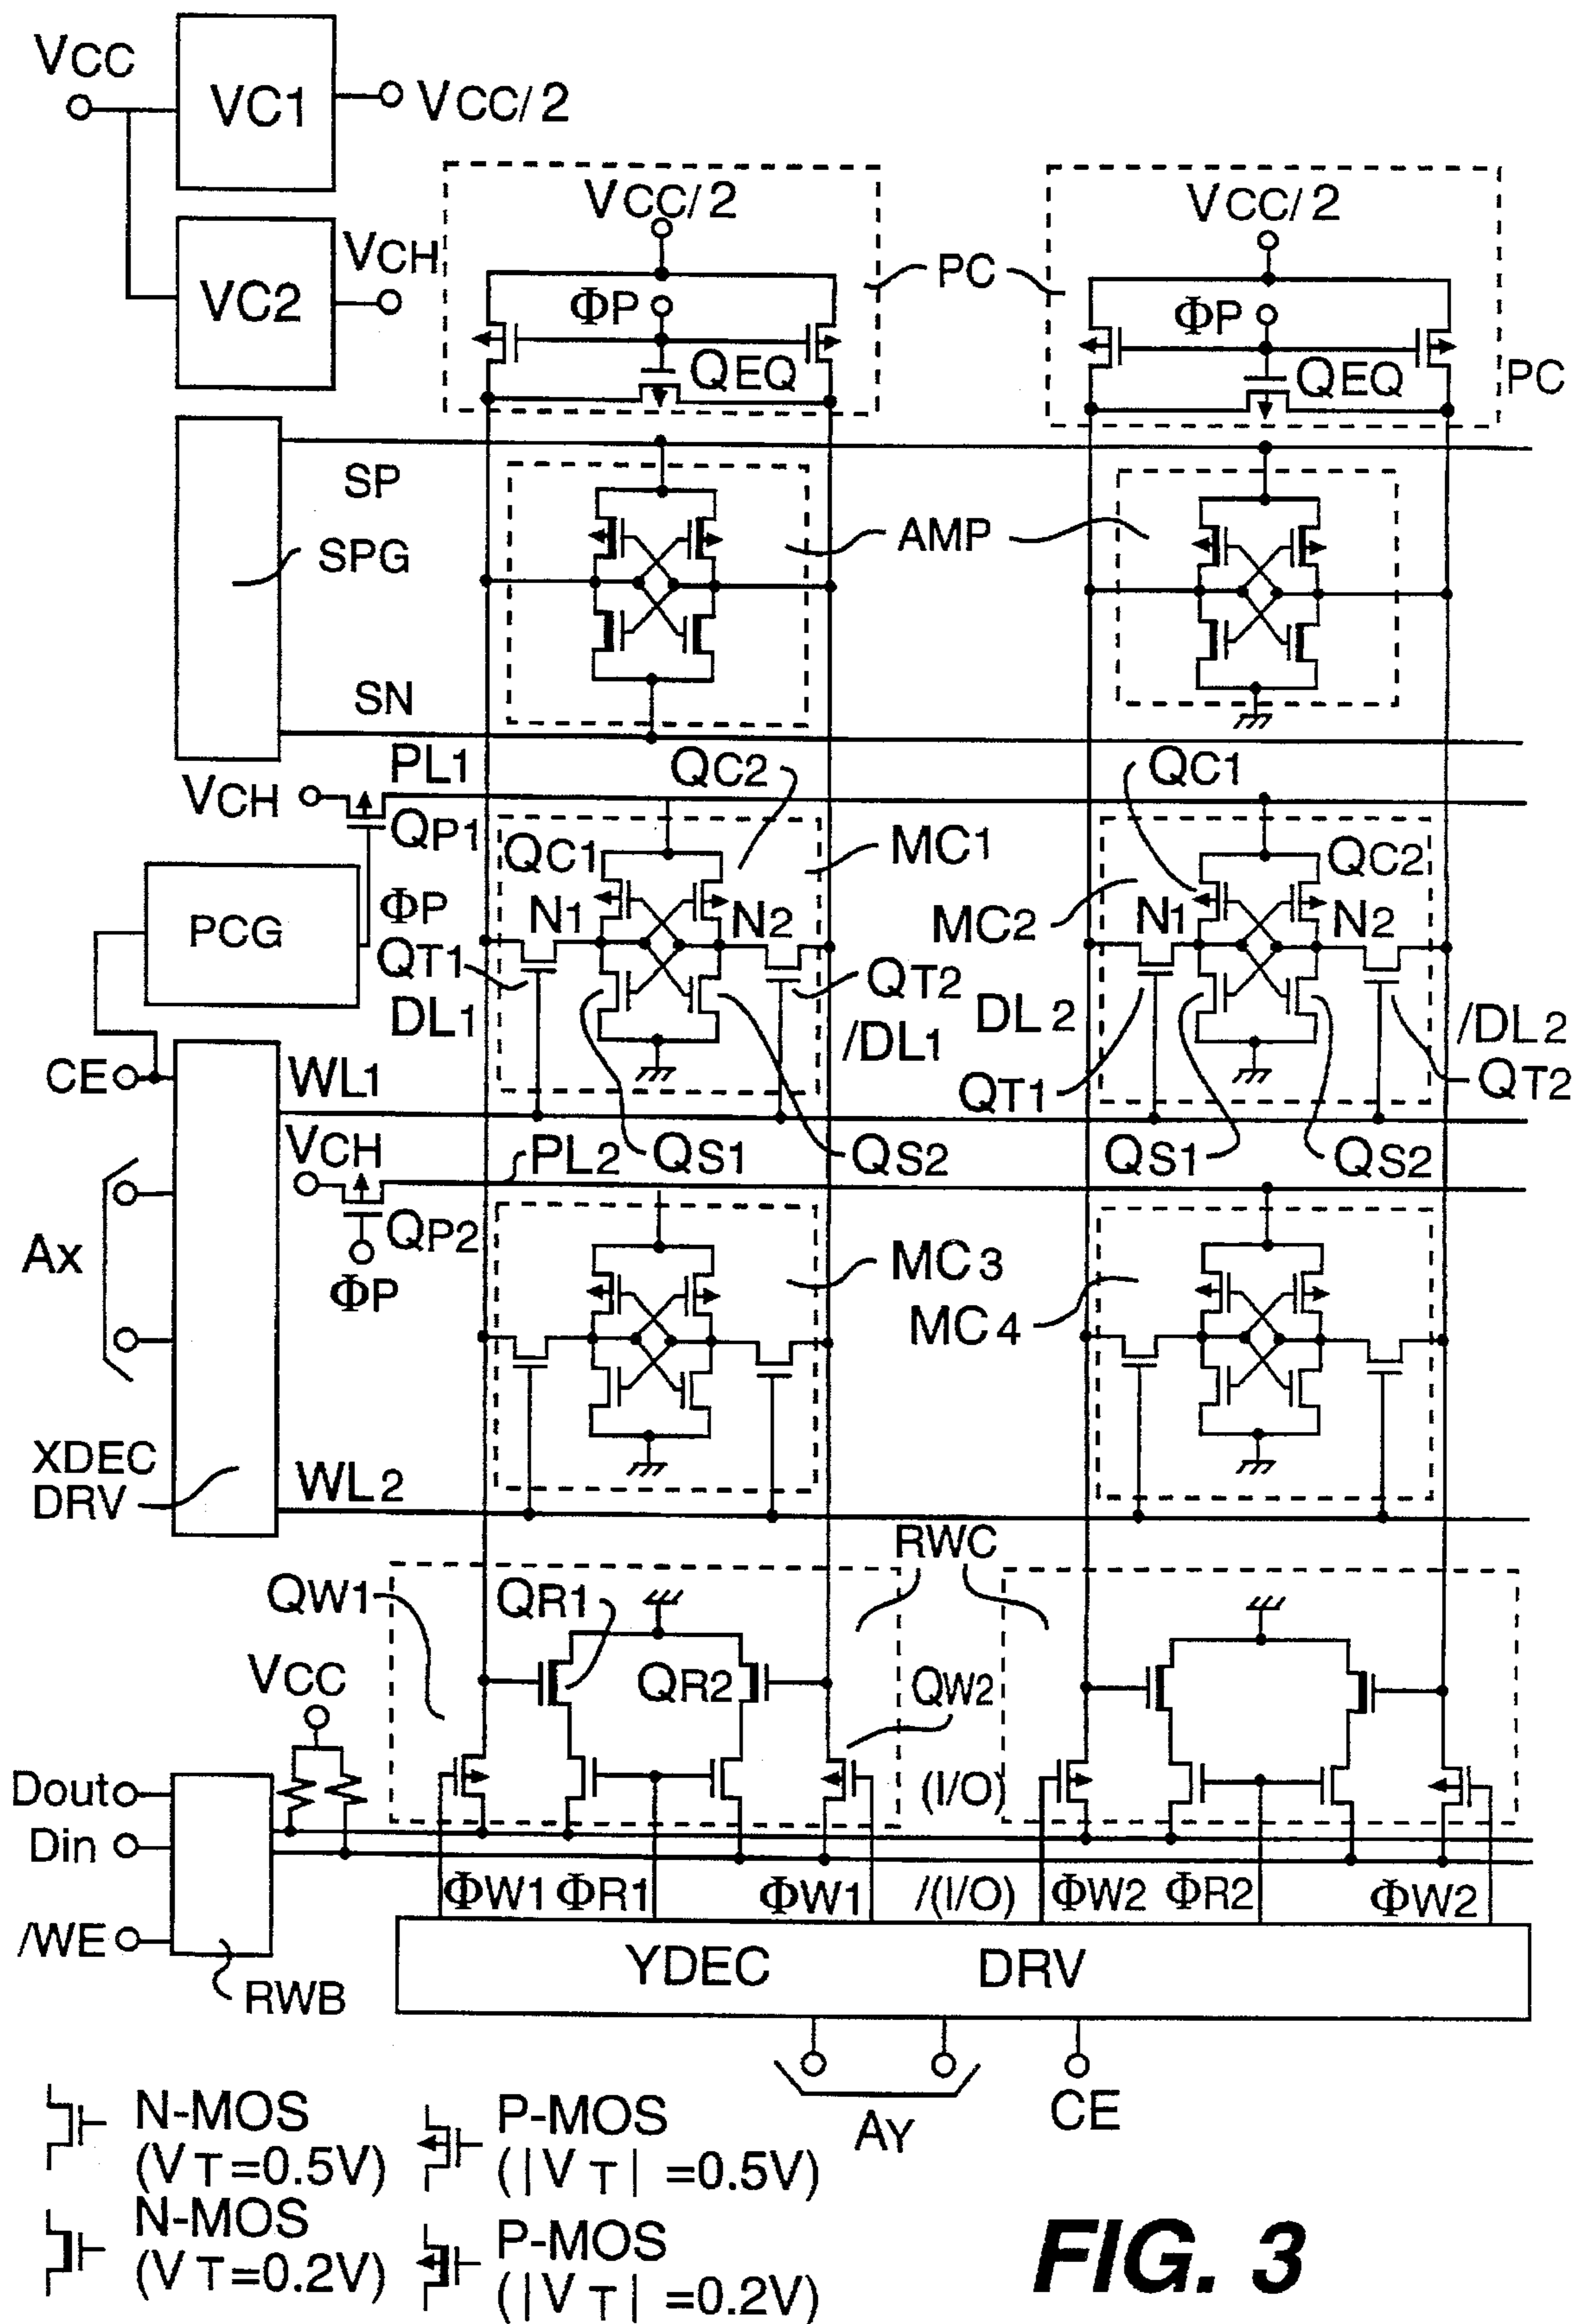 VCC
VC1
VCC/2
VC2
VCH
VCC/2
VCC/2
PC
ΦP
ΦP
QEQ
QEQ
PC
SP
SPG
AMP
SN
PL1
QC2
QC1
VCH
QP1
QC1
MC1
QC2
PCG
ΦP
N1
N2
MC2
N1
N2
QT1
QT2
DL1
/DL1
DL2
/DL2
CE
WL1
QT1
QT2
VCH
PL2
QS1
QS2
QS1
QS2
Ax
QP2
ΦP
MC3
MC4
XDEC
DRV
WL2
RWC
QW1
QR1
VCC
QR2
QW2
Dout
(I/O)
Din
ΦW1
ΦR1
ΦW1
/(I/O)
ΦW2
ΦR2
ΦW2
/WE
YDEC
DRV
RWB
N-MOS
(VT=0.5V)
P-MOS
(|VT|=0.5V)
AY
CE
N-MOS
(VT=0.2V)
P-MOS
(|VT|=0.2V)
FIG. 3